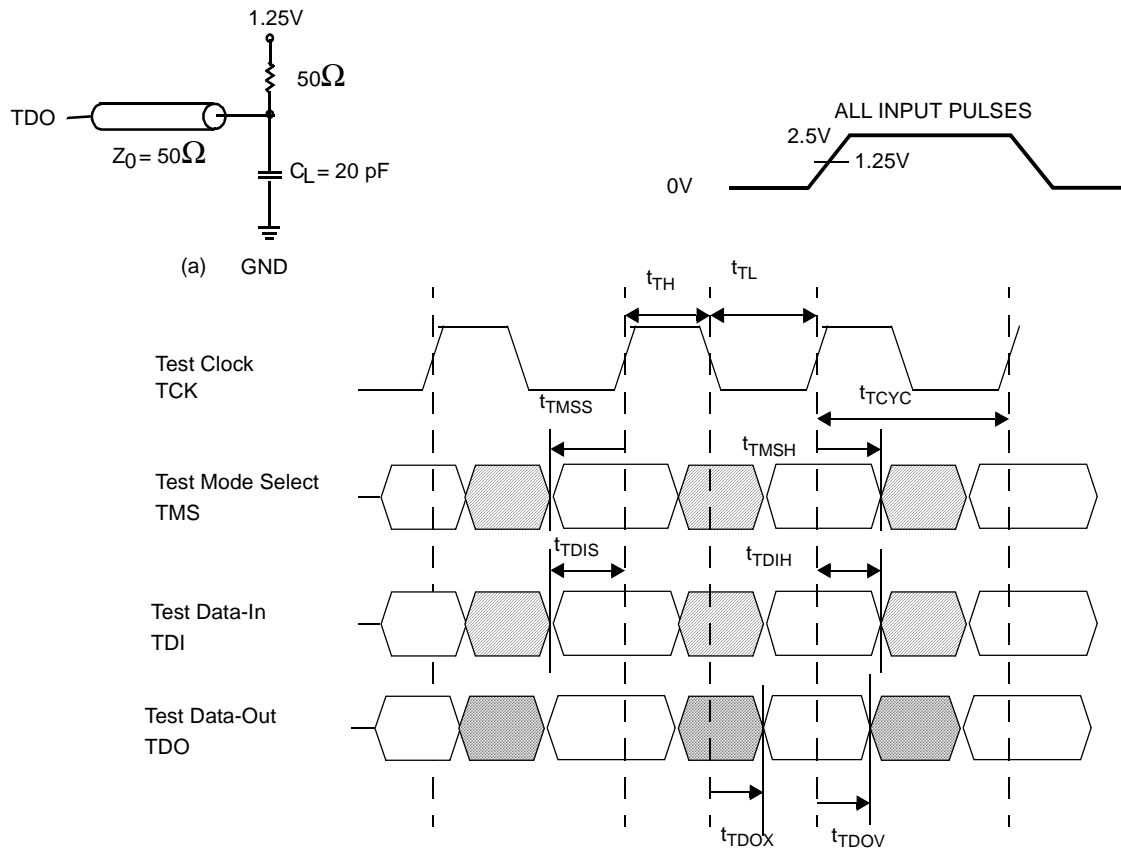 1.25V
50Ω
TDO
Z0 = 50Ω
CL = 20 pF
(a) GND
ALL INPUT PULSES
2.5V
1.25V
0V
tTH
tTL
Test Clock
TCK
tTMSS
tTCYC
tTMSH
Test Mode Select
TMS
tTDIS
tTDIH
Test Data-In
TDI
Test Data-Out
TDO
tTDOX
tTDOV